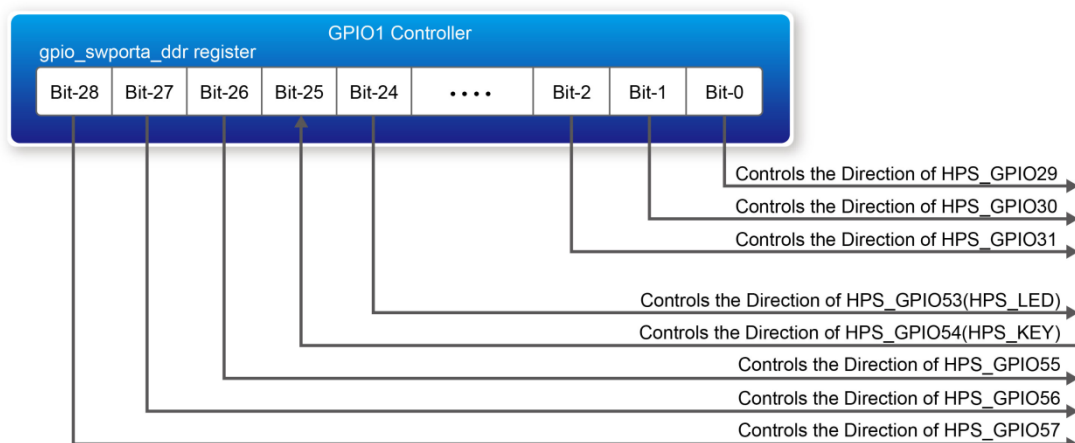 GPIO1 Controller
gpio_swporta_ddr register
Bit-28 Bit-27 Bit-26 Bit-25 Bit-24 •••• Bit-2 Bit-1 Bit-0
Controls the Direction of HPS_GPIO29
Controls the Direction of HPS_GPIO30
Controls the Direction of HPS_GPIO31
Controls the Direction of HPS_GPIO53(HPS_LED)
Controls the Direction of HPS_GPIO54(HPS_KEY)
Controls the Direction of HPS_GPIO55
Controls the Direction of HPS_GPIO56
Controls the Direction of HPS_GPIO57